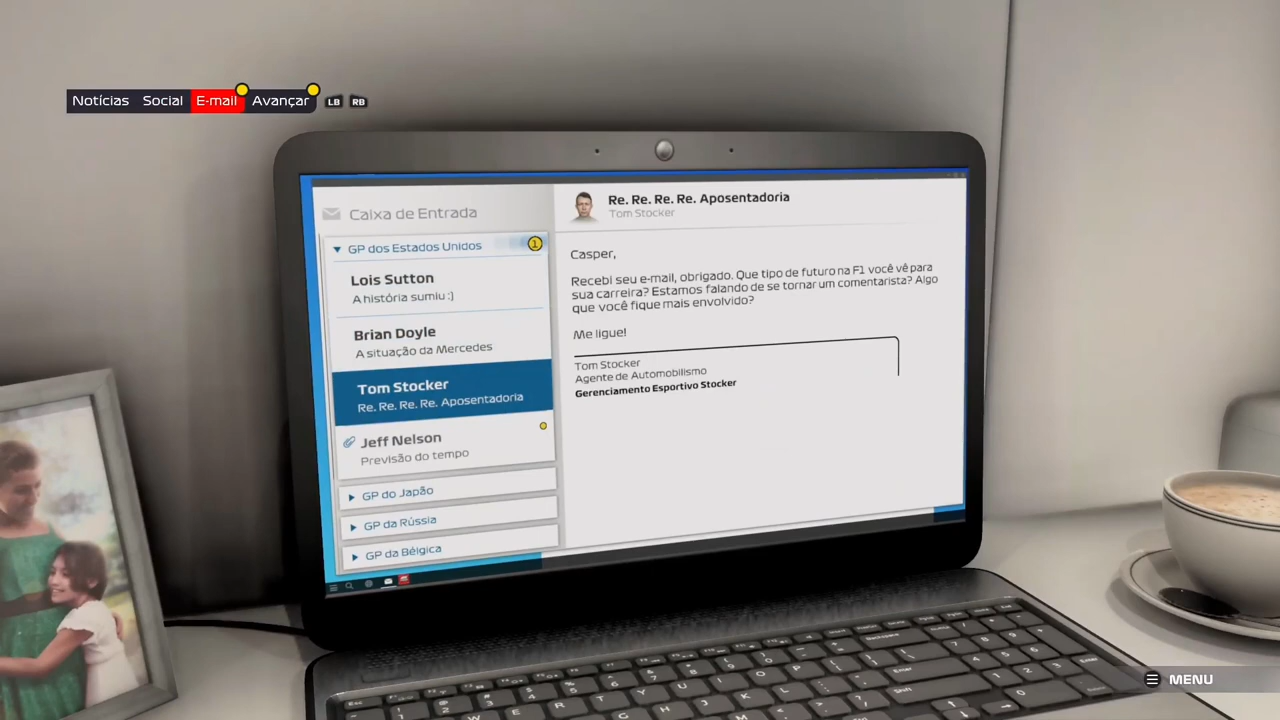 Notícias Social E-mail Avançar LB RB
Caixa de Entrada
GP dos Estados Unidos 1
Lois Sutton
A história sumiu :)
Brian Doyle
A situação da Mercedes
Tom Stocker
Re. Re. Re. Re. Aposentadoria
Jeff Nelson
Previsão do tempo
GP do Japão
GP da Rússia
GP da Bélgica
Re. Re. Re. Re. Aposentadoria
Tom Stocker
Casper,
Recebi seu e-mail, obrigado. Que tipo de futuro na F1 você vê para
sua carreira? Estamos falando de se tornar um comentarista? Algo
que você fique mais envolvido?
Me ligue!
Tom Stocker
Agente de Automobilismo
Gerenciamento Esportivo Stocker
MENU